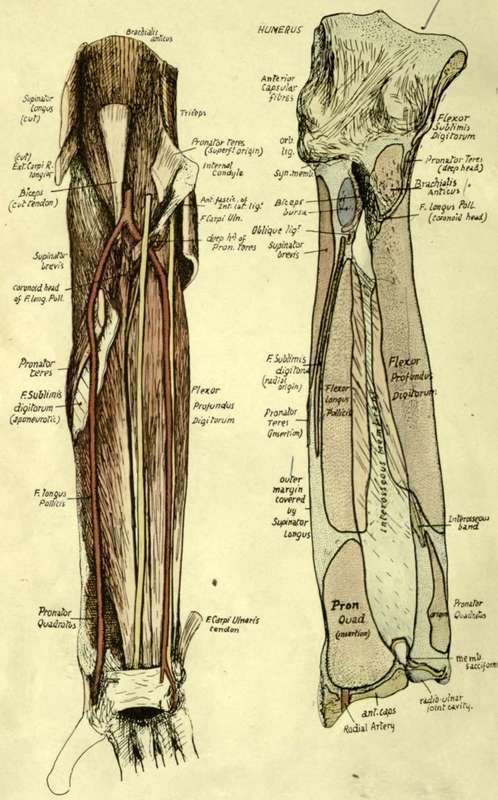 Brachialis
anticus
Supinator
longus
(cut)
Triceps
Pronator teres
(superfl. origin)
Internal
Condyle
(cut)
Ext. Carpi R.
longior
Biceps
(cut tendon)
Ant. fastic. of
Int. lat. ligt.
F. Carpi Uln.
deep hd. of
Pron. teres
Supinator
brevis
coronoid head
of F. long. Poll.
Pronator
teres
F. Sublimis
digitorum
(aponeurotic)
Flexor
Profundus
Digitorum
F. longus
Pollicis
Pronator
Quadratus
F. Carpi Ulnaris
tendon
HUMERUS
Anterior
Capsular
fibres
Flexor
Sublimis
Digitorum
Orb.
lig.
Syn. memb.
Pronator Teres
(deep head)
Brachialis
Anticus
F. longus Poll.
(coronoid head)
Biceps
bursa
Oblique ligt.
Supinator
brevis
F. Sublimis
digitorum
(radial
origin)
Flexor
Longus
Pollicis
Flexor
Profundus
Digitorum
Pronator
Teres
(insertion)
Interosseous Membrane
outer
margin
covered
by
Supinator
Longus
Interosseous
band
Pron
Quad
(insertion)
origin
Pronator
Quadratus
memb
sacciform
radio-ulnar
joint cavity.
ant. caps
Radial Artery